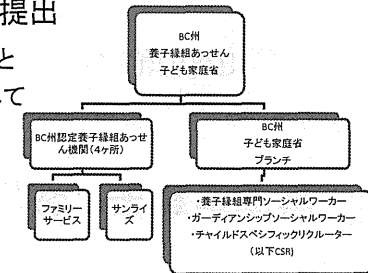 提出
と
て
BC州
養子縁組あっせん
子ども家庭省
BC州認定養子縁組あっせ
ん機関(4ヶ所)
BC州
子ども家庭省
ブランチ
ファミリー
サービス
サンライ
ズ
・養子縁組専門ソーシャルワーカー
・ガーディアンシップソーシャルワーカー
・チャイルドスペシフィックリクルーター
(以下CSR)